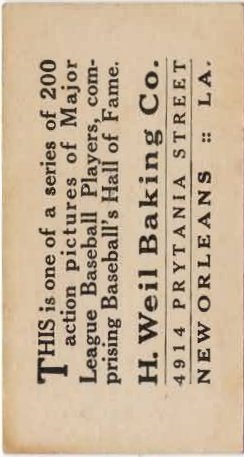 THIS is one of a series of 200
action pictures of Major
League Baseball Players, com-
prising Baseball's Hall of Fame.
H. Weil Baking Co.
4914 PRYTANIA STREET
NEW ORLEANS :: LA.